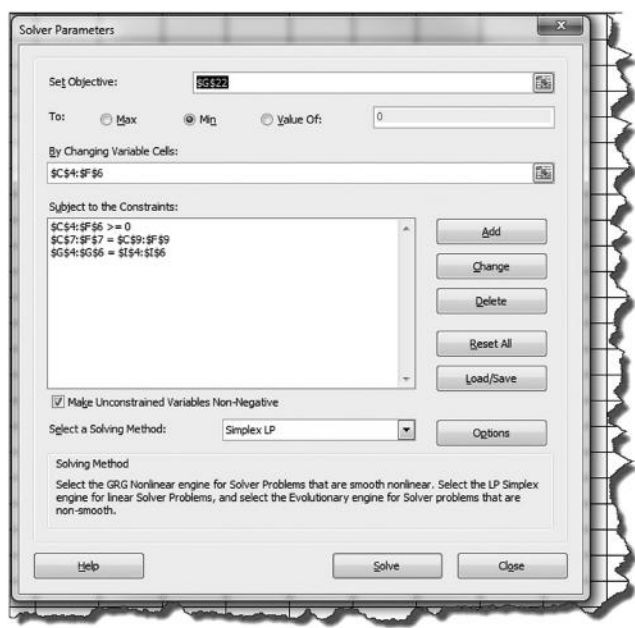 Solver Parameters
Set Objective: $G$22
To: Max Min Value Of: 0
By Changing Variable Cells:
$C$4:$F$6
Subject to the Constraints:
$C$4:$F$6 >= 0
$C$7:$F$7 = $C$9:$F$9
$G$4:$G$6 = $I$4:$I$6
Add
Change
Delete
Reset All
Load/Save
Make Unconstrained Variables Non-Negative
Select a Solving Method: Simplex LP Options
Solving Method
Select the GRG Nonlinear engine for Solver Problems that are smooth nonlinear. Select the LP Simplex
engine for linear Solver Problems, and select the Evolutionary engine for Solver problems that are
non-smooth.
Help Solve Close